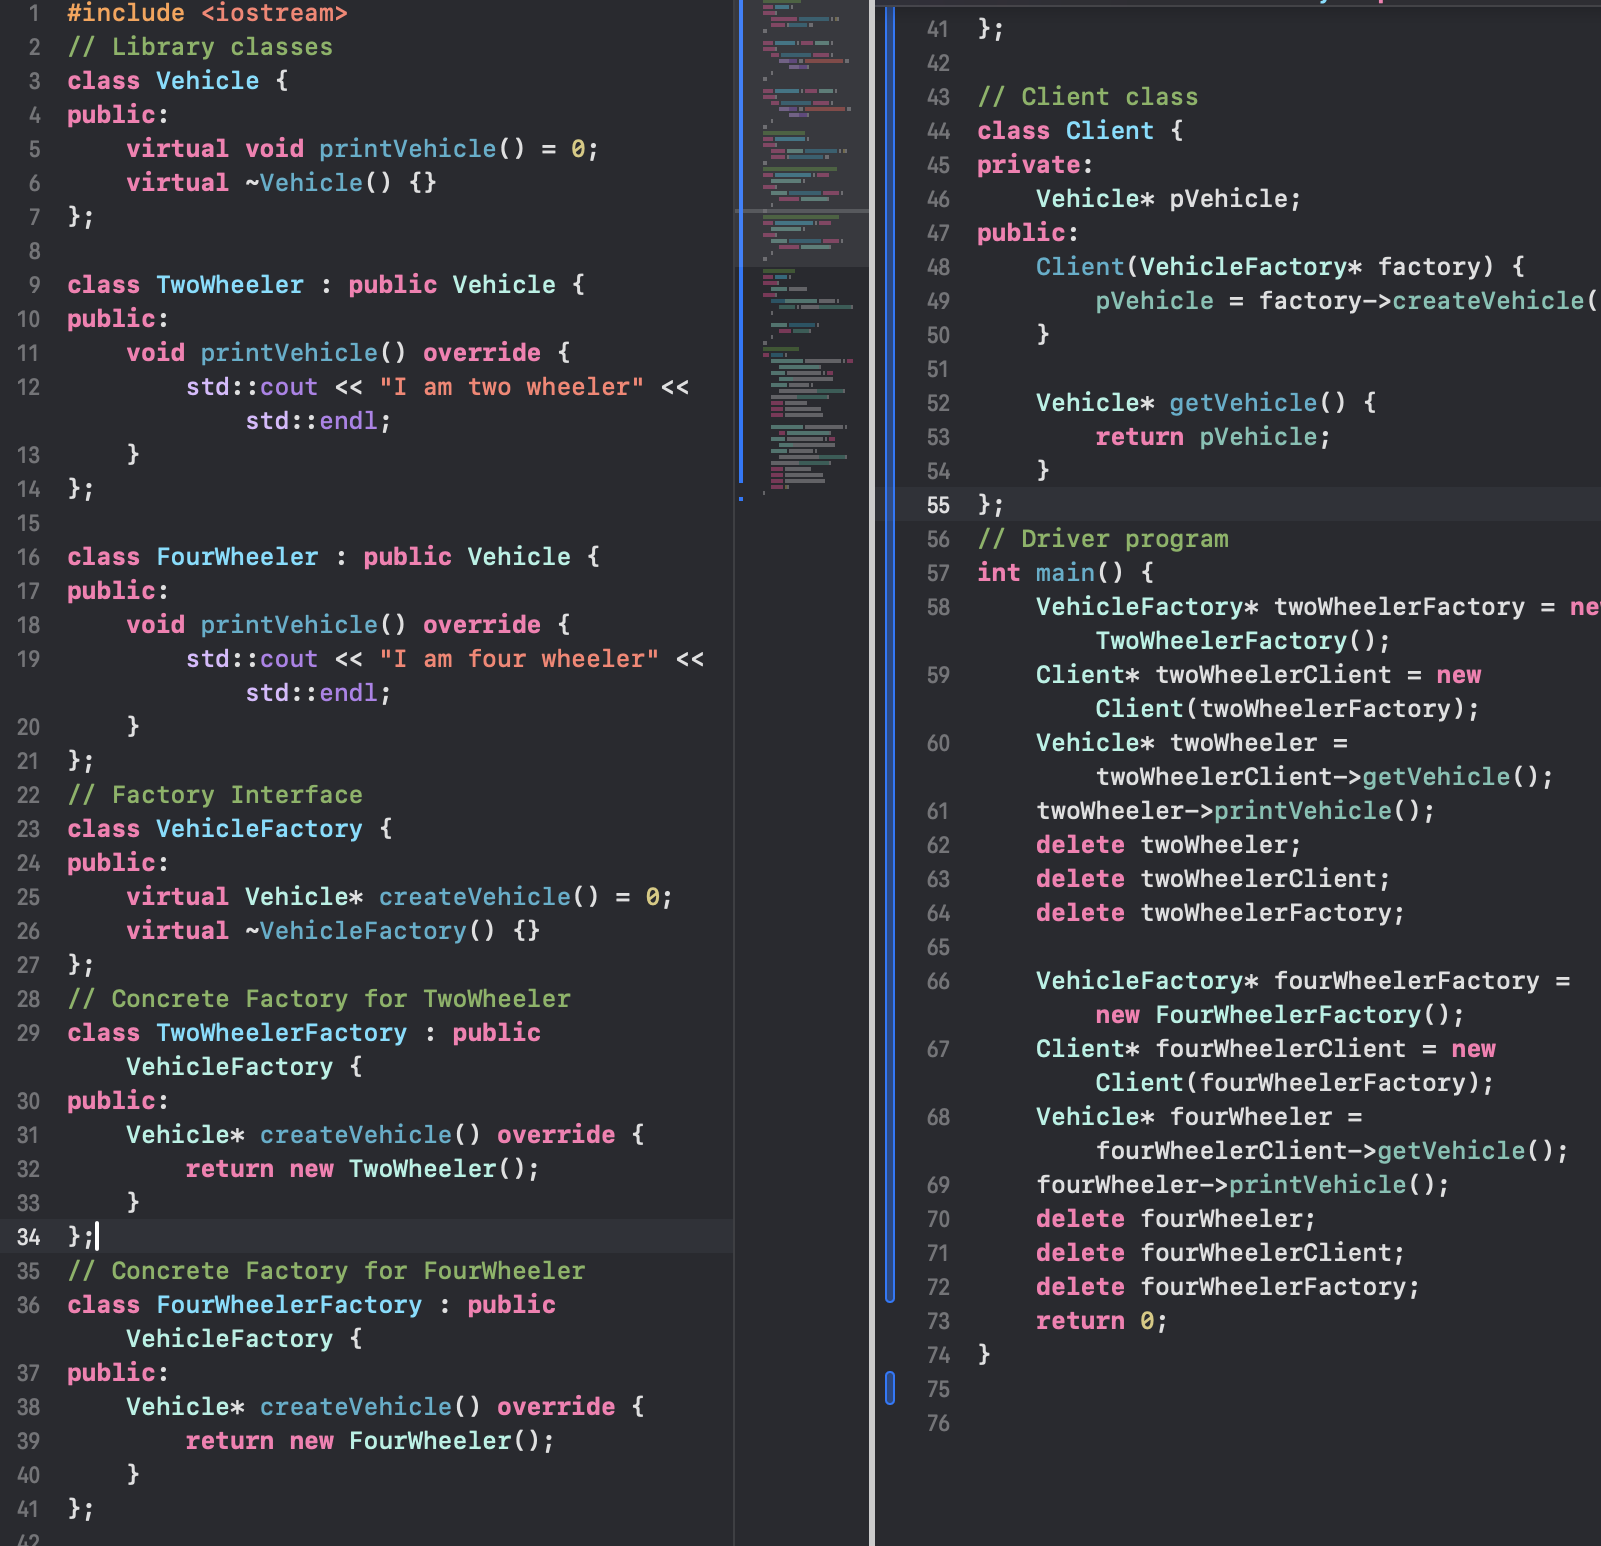 1 #include <iostream>
2 // Library classes
3 class Vehicle {
4 public:
5     virtual void printVehicle() = 0;
6     virtual ~Vehicle() {}
7 };
8
9 class TwoWheeler : public Vehicle {
10 public:
11     void printVehicle() override {
12         std::cout << "I am two wheeler" <<
             std::endl;
13     }
14 };
15
16 class FourWheeler : public Vehicle {
17 public:
18     void printVehicle() override {
19         std::cout << "I am four wheeler" <<
             std::endl;
20     }
21 };
22 // Factory Interface
23 class VehicleFactory {
24 public:
25     virtual Vehicle* createVehicle() = 0;
26     virtual ~VehicleFactory() {}
27 };
28 // Concrete Factory for TwoWheeler
29 class TwoWheelerFactory : public
     VehicleFactory {
30 public:
31     Vehicle* createVehicle() override {
32         return new TwoWheeler();
33     }
34 };
35 // Concrete Factory for FourWheeler
36 class FourWheelerFactory : public
     VehicleFactory {
37 public:
38     Vehicle* createVehicle() override {
39         return new FourWheeler();
40     }
41 };
42
41 };
42
43 // Client class
44 class Client {
45 private:
46     Vehicle* pVehicle;
47 public:
48     Client(VehicleFactory* factory) {
49         pVehicle = factory->createVehicle(
50     }
51
52     Vehicle* getVehicle() {
53         return pVehicle;
54     }
55 };
56 // Driver program
57 int main() {
58     VehicleFactory* twoWheelerFactory = ne
         TwoWheelerFactory();
59     Client* twoWheelerClient = new
         Client(twoWheelerFactory);
60     Vehicle* twoWheeler =
         twoWheelerClient->getVehicle();
61     twoWheeler->printVehicle();
62     delete twoWheeler;
63     delete twoWheelerClient;
64     delete twoWheelerFactory;
65
66     VehicleFactory* fourWheelerFactory =
         new FourWheelerFactory();
67     Client* fourWheelerClient = new
         Client(fourWheelerFactory);
68     Vehicle* fourWheeler =
         fourWheelerClient->getVehicle();
69     fourWheeler->printVehicle();
70     delete fourWheeler;
71     delete fourWheelerClient;
72     delete fourWheelerFactory;
73     return 0;
74 }
75
76